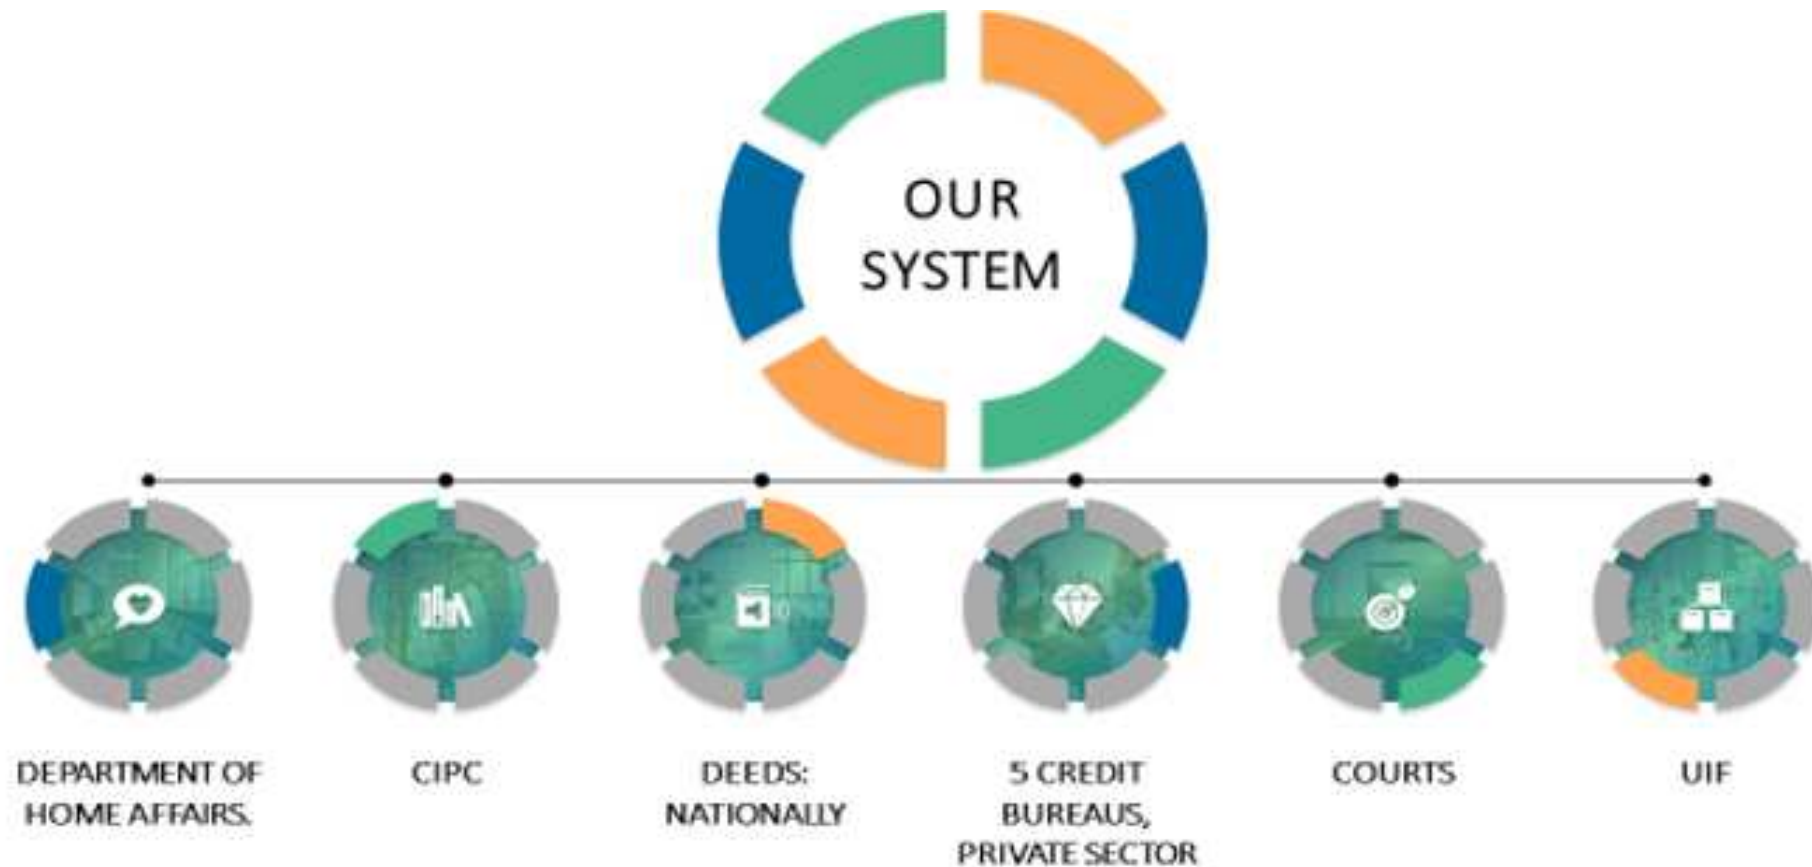 OUR
SYSTEM
DEPARTMENT OF
HOME AFFAIRS.
CIPC
DEEDS:
NATIONALLY
5 CREDIT
BUREAUS,
PRIVATE SECTOR
COURTS
UIF